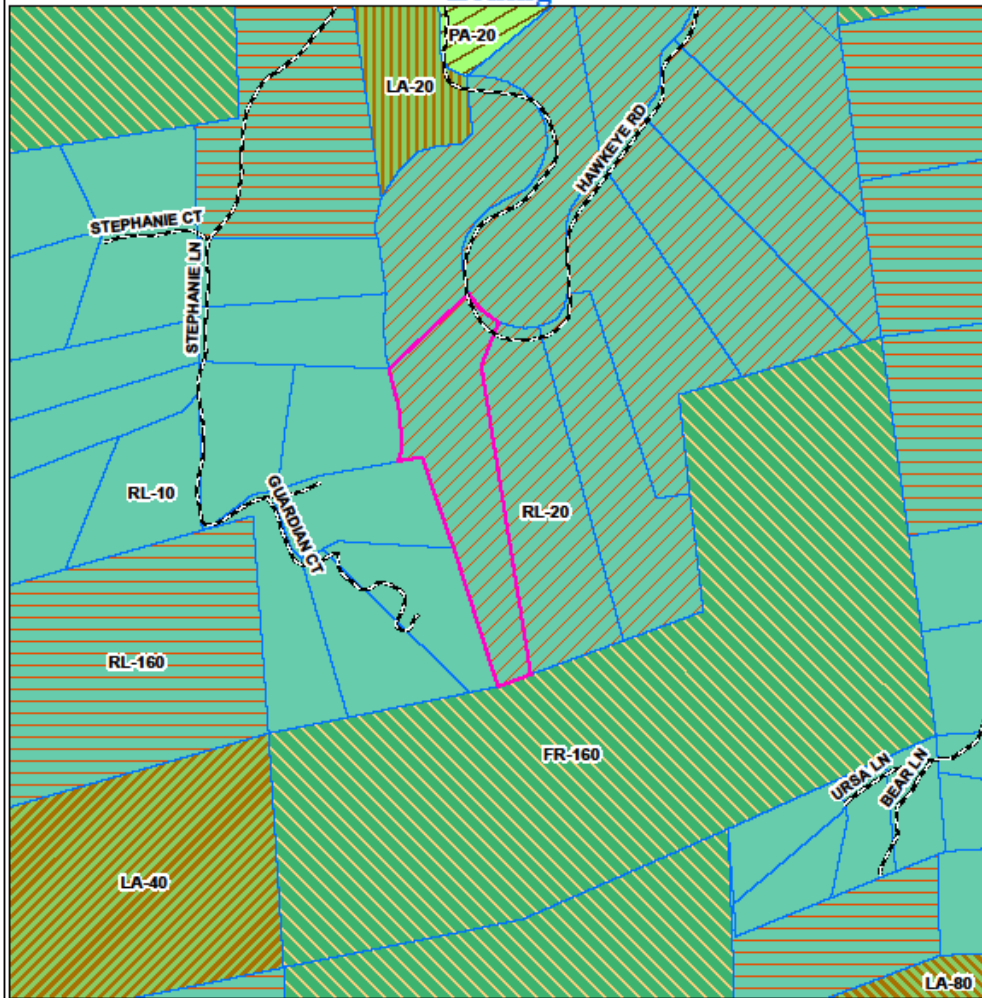 PA-20
LA-20
HAWKEYE RD
STEPHANIE CT
STEPHANIE LN
RL-10
GUARDIAN CT
RL-20
RL-160
FR-160
URSA LN
BEAR LN
LA-40
LA-80